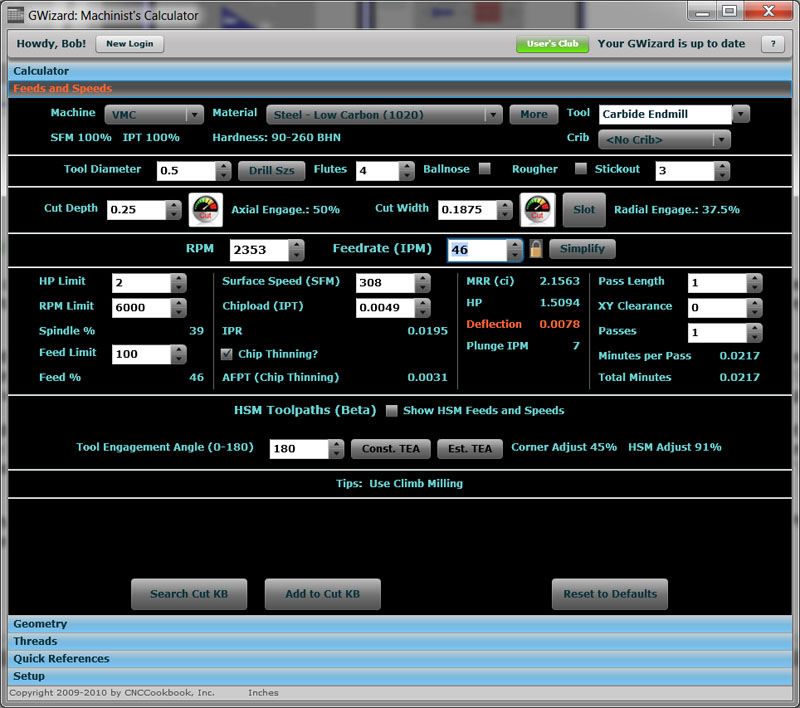 GWizard: Machinist's Calculator
Howdy, Bob! New Login User's Club Your GWizard is up to date ?
Calculator
Feeds and Speeds
Machine VMC Material Steel - Low Carbon (1020) More Tool Carbide Endmill
SFM 100% IPT 100% Hardness: 90-260 BHN Crib <No Crib>
Tool Diameter 0.5 Drill Szs Flutes 4 Ballnose Rougher Stickout 3
Cut Depth 0.25 Cut Axial Engage.: 50% Cut Width 0.1875 Cut Slot Radial Engage.: 37.5%
RPM 2353 Feedrate (IPM) 46 Simplify
HP Limit 2 Surface Speed (SFM) 308 MRR (ci) 2.1563 Pass Length 1
RPM Limit 6000 Chipload (IPT) 0.0049 HP 1.5094 XY Clearance 0
Spindle % 39 IPR 0.0195 Deflection 0.0078 Passes 1
Feed Limit 100 Chip Thinning? Plunge IPM 7 Minutes per Pass 0.0217
Feed % 46 AFPT (Chip Thinning) 0.0031 Total Minutes 0.0217
HSM Toolpaths (Beta) Show HSM Feeds and Speeds
Tool Engagement Angle (0-180) 180 Const. TEA Est. TEA Corner Adjust 45% HSM Adjust 91%
Tips: Use Climb Milling
Search Cut KB Add to Cut KB Reset to Defaults
Geometry
Threads
Quick References
Setup
Copyright 2009-2010 by CNCCookbook, Inc. Inches